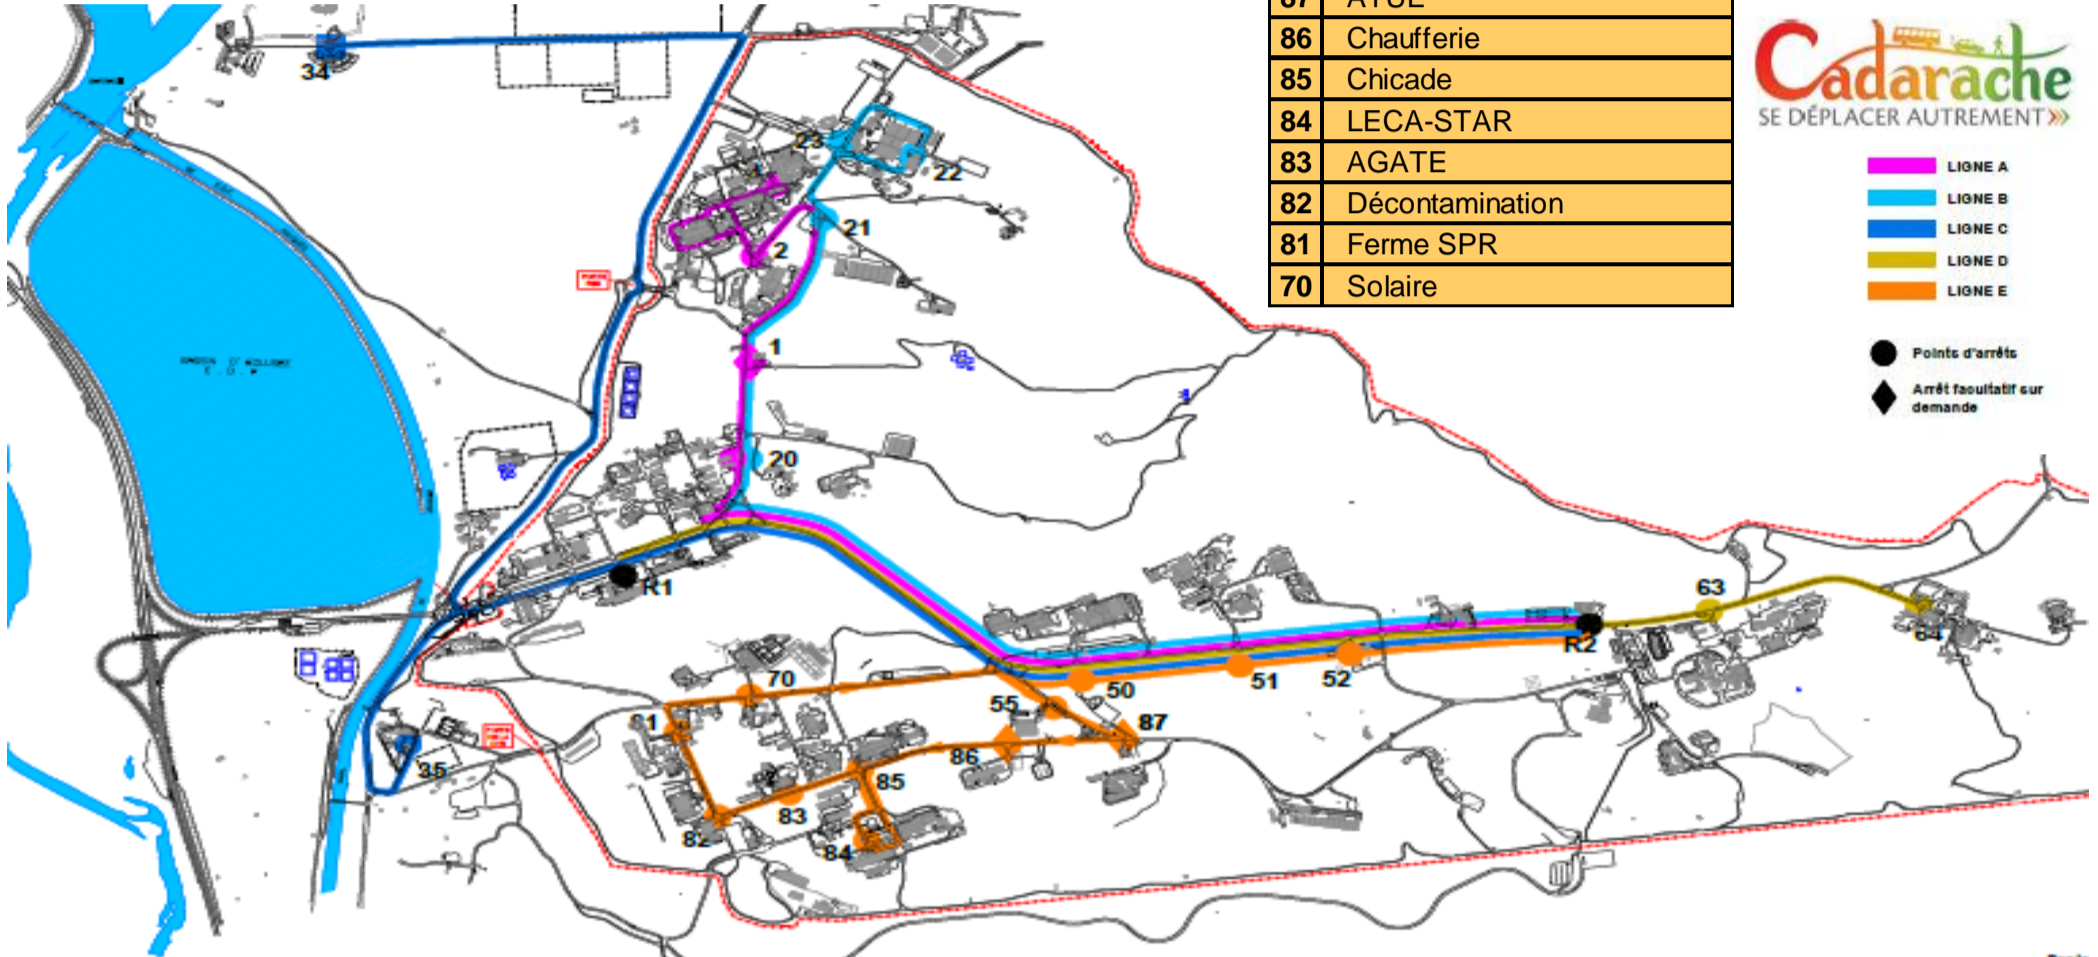 87 ATUE
86 Chaufferie
85 Chicade
84 LECA-STAR
83 AGATE
82 Décontamination
81 Ferme SPR
70 Solaire
Cadarache
SE DÉPLACER AUTREMENT
LIGNE A
LIGNE B
LIGNE C
LIGNE D
LIGNE E
Points d'arrêts
Arrêt facultatif sur
demande
34
23
22
21
2
1
20
R1
63
64
R2
70
50
51
52
55
81
87
86
35
85
83
82
84